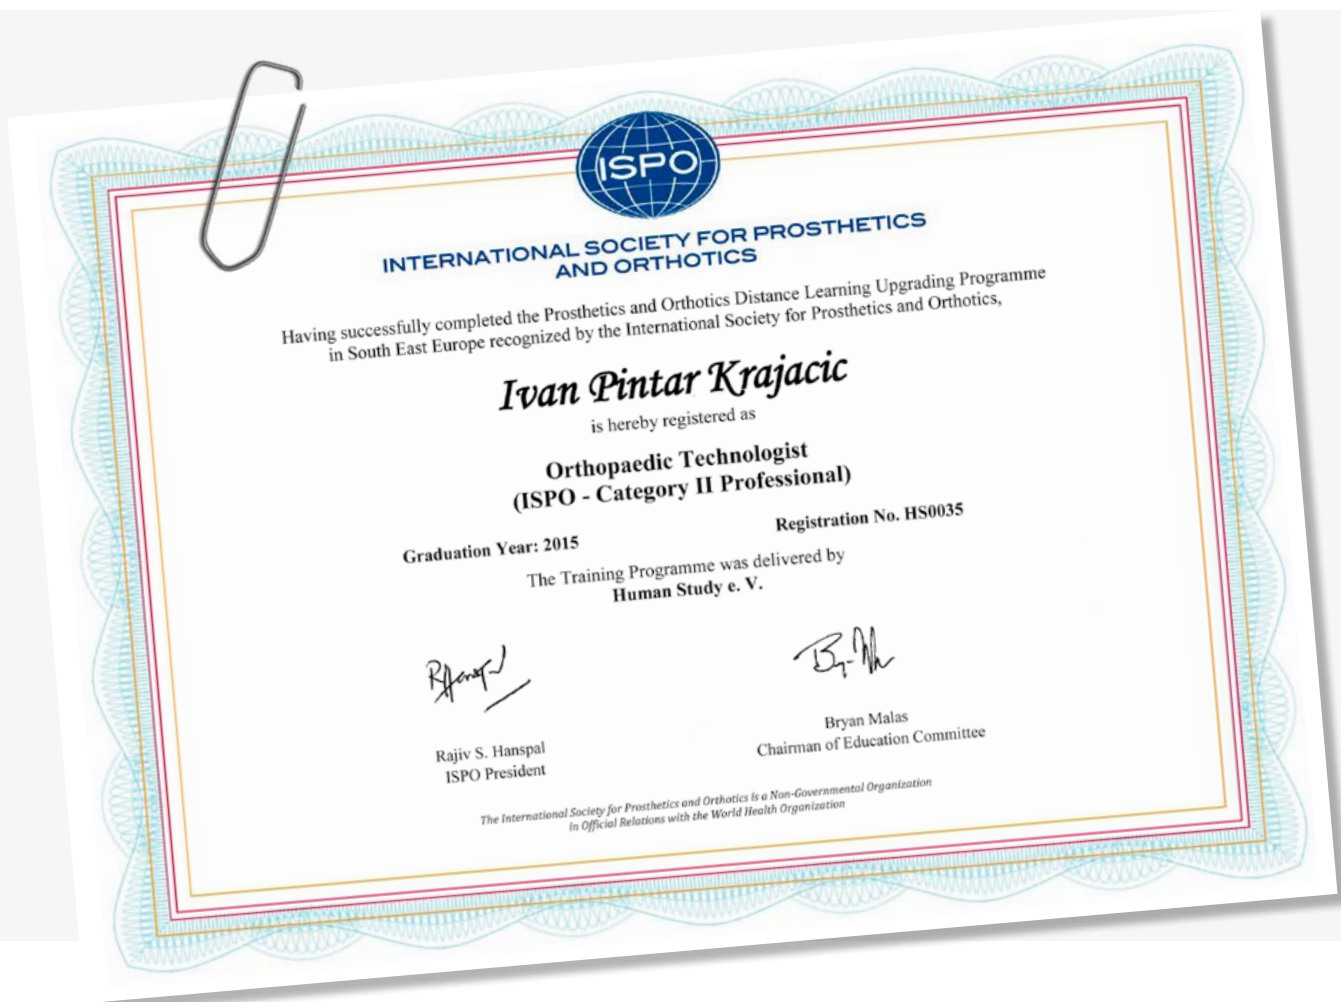 ISPO
INTERNATIONAL SOCIETY FOR PROSTHETICS
AND ORTHOTICS
Having successfully completed the Prosthetics and Orthotics Distance Learning Upgrading Programme
in South East Europe recognized by the International Society for Prosthetics and Orthotics,
Ivan Pintar Krajacic
is hereby registered as
Orthopaedic Technologist
(ISPO - Category II Professional)
Graduation Year: 2015
Registration No. HS0035
The Training Programme was delivered by
Human Study e. V.
Rajiv S. Hanspal
ISPO President
Bryan Malas
Chairman of Education Committee
The International Society for Prosthetics and Orthotics is a Non-Governmental Organization
in Official Relations with the World Health Organization